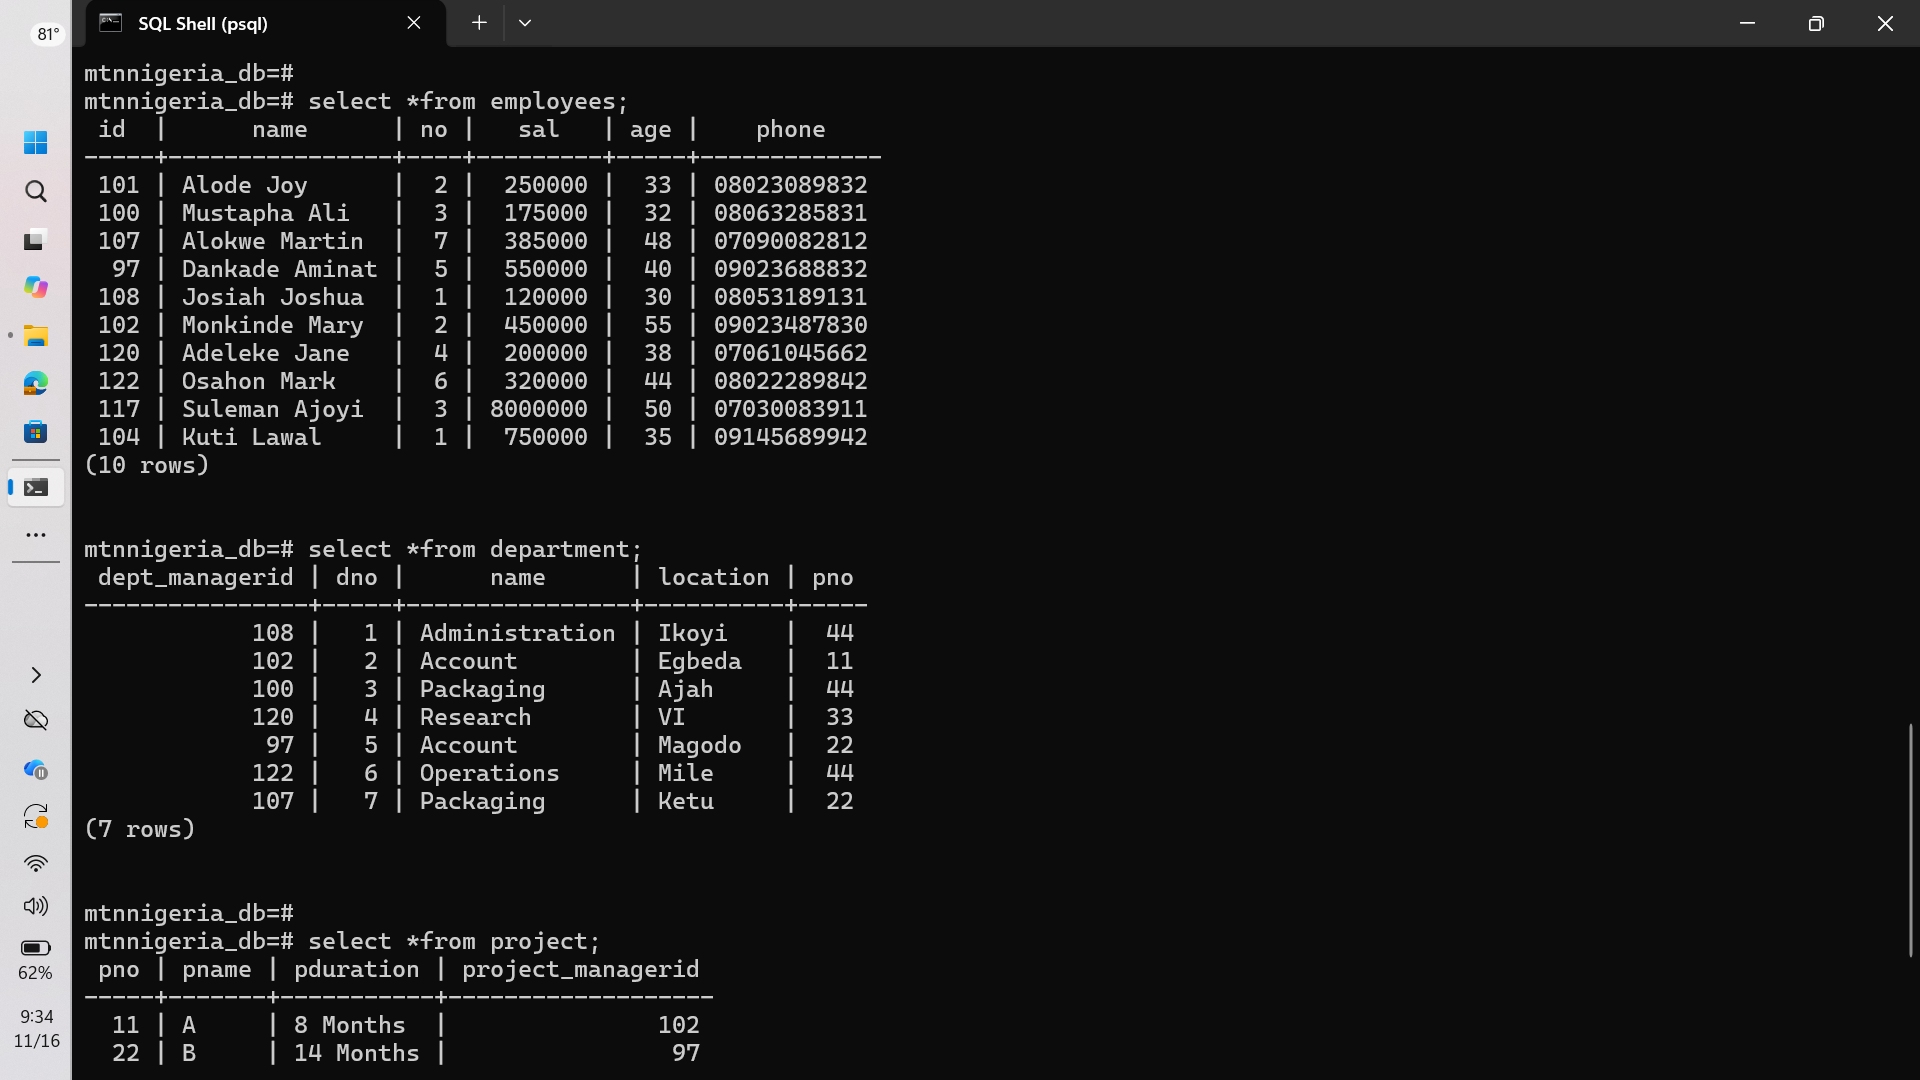 81°
SQL Shell (psql)
mtnnigeria_db=#
mtnnigeria_db=# select *from employees;
 id  |      name      | no |   sal   | age |    phone
-----+----------------+----+---------+-----+-------------
 101 | Alode Joy      |  2 |  250000 |  33 | 08023089832
 100 | Mustapha Ali   |  3 |  175000 |  32 | 08063285831
 107 | Alokwe Martin  |  7 |  385000 |  48 | 07090082812
  97 | Dankade Aminat |  5 |  550000 |  40 | 09023688832
 108 | Josiah Joshua  |  1 |  120000 |  30 | 08053189131
 102 | Monkinde Mary  |  2 |  450000 |  55 | 09023487830
 120 | Adeleke Jane   |  4 |  200000 |  38 | 07061045662
 122 | Osahon Mark    |  6 |  320000 |  44 | 08022289842
 117 | Suleman Ajoyi  |  3 | 8000000 |  50 | 07030083911
 104 | Kuti Lawal     |  1 |  750000 |  35 | 09145689942
(10 rows)
mtnnigeria_db=# select *from department;
 dept_managerid | dno |      name      | location | pno
----------------+-----+----------------+----------+-----
            108 |   1 | Administration | Ikoyi    |  44
            102 |   2 | Account        | Egbeda   |  11
            100 |   3 | Packaging      | Ajah     |  44
            120 |   4 | Research       | VI       |  33
             97 |   5 | Account        | Magodo   |  22
            122 |   6 | Operations     | Mile     |  44
            107 |   7 | Packaging      | Ketu     |  22
(7 rows)
mtnnigeria_db=#
mtnnigeria_db=# select *from project;
 pno | pname | pduration | project_managerid
-----+-------+-----------+-------------------
  11 | A     | 8 Months  |               102
  22 | B     | 14 Months |                97
62%
9:34
11/16